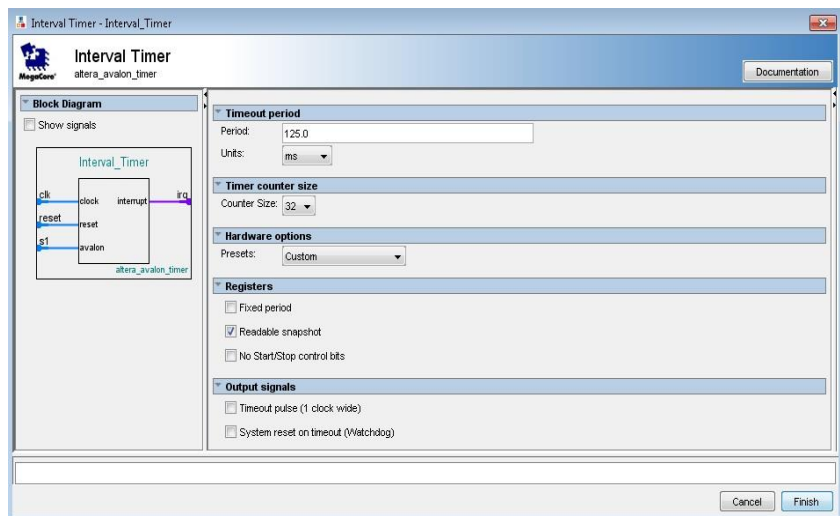 Interval Timer - Interval_Timer
Interval Timer
MegaCore®
altera_avalon_timer
Documentation
Block Diagram
Show signals
Interval_Timer
clk
clock
interrupt
irq
reset
reset
s1
avalon
altera_avalon_timer
Timeout period
Period: 125.0
Units: ms
Timer counter size
Counter Size: 32
Hardware options
Presets: Custom
Registers
Fixed period
Readable snapshot
No Start/Stop control bits
Output signals
Timeout pulse (1 clock wide)
System reset on timeout (Watchdog)
Cancel Finish